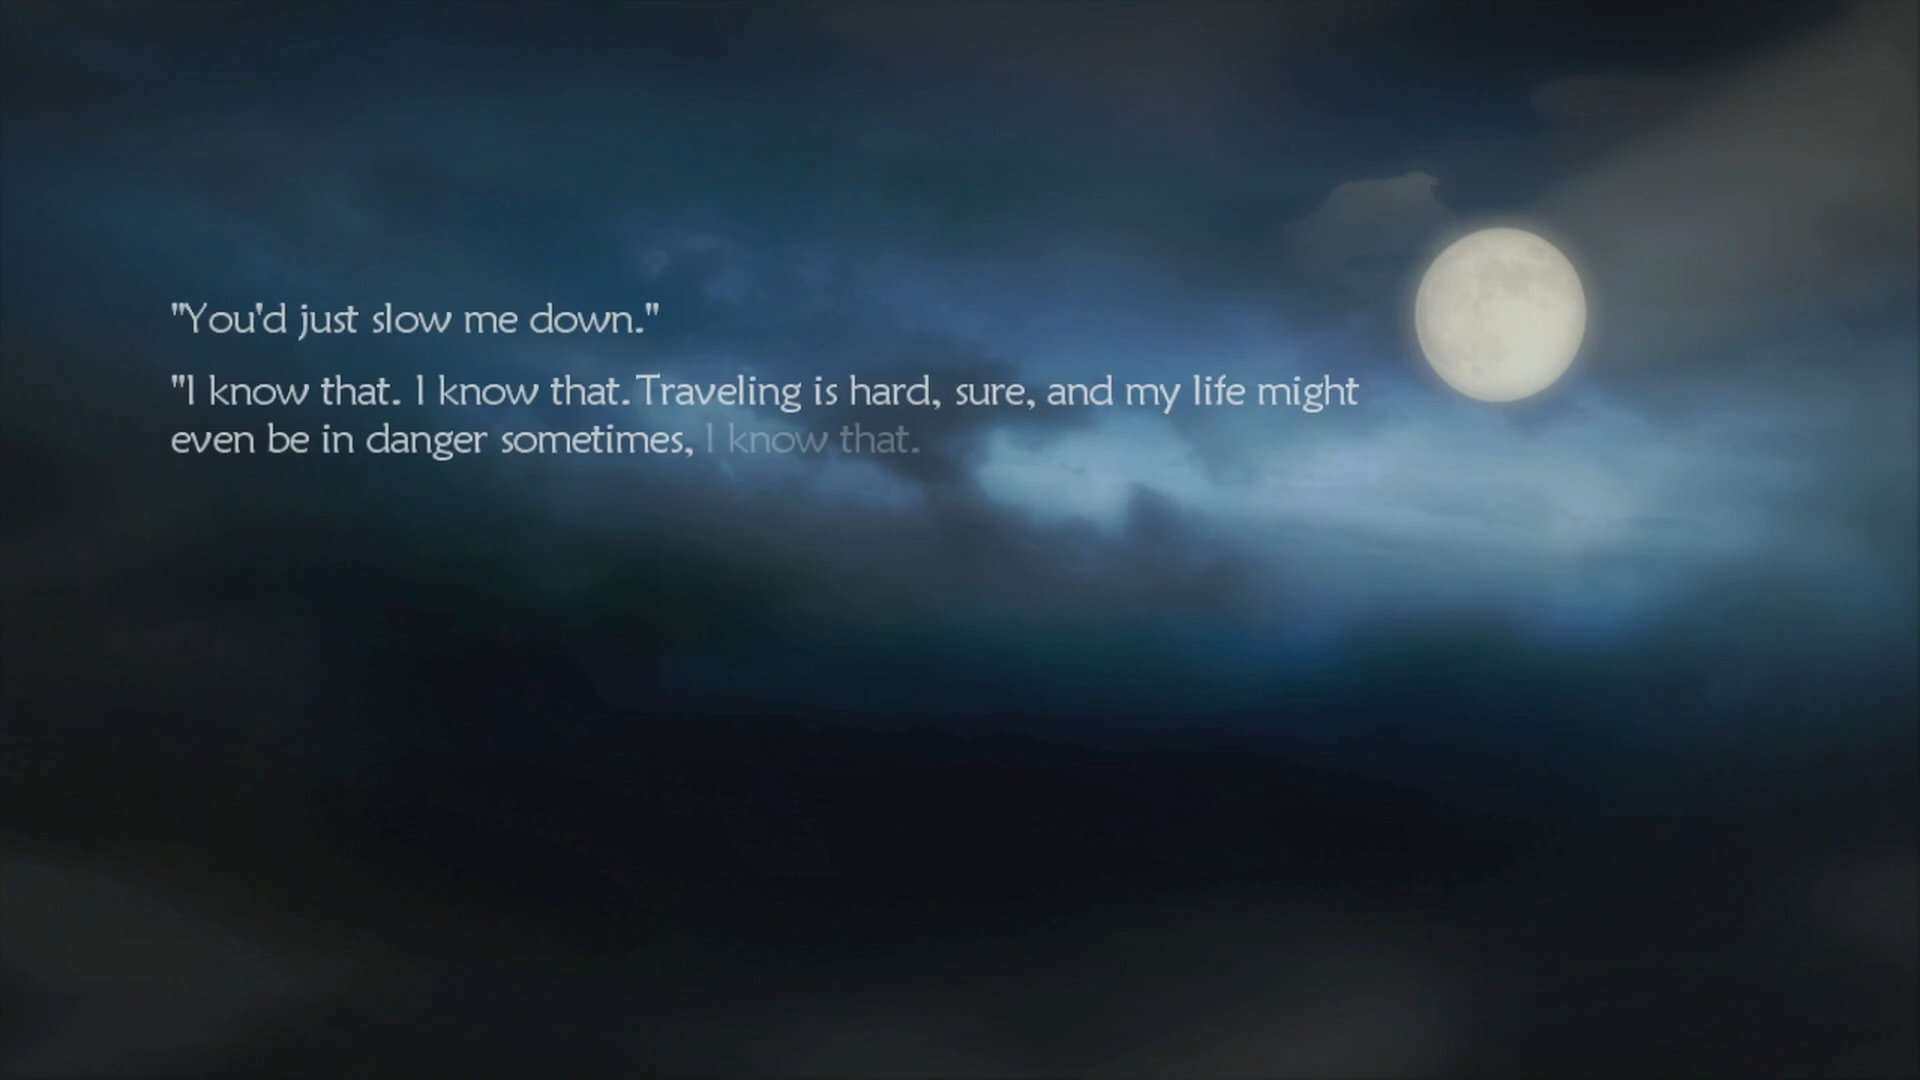 "You'd just slow me down."
"I know that. I know that. Traveling is hard, sure, and my life might
even be in danger sometimes, I know that.